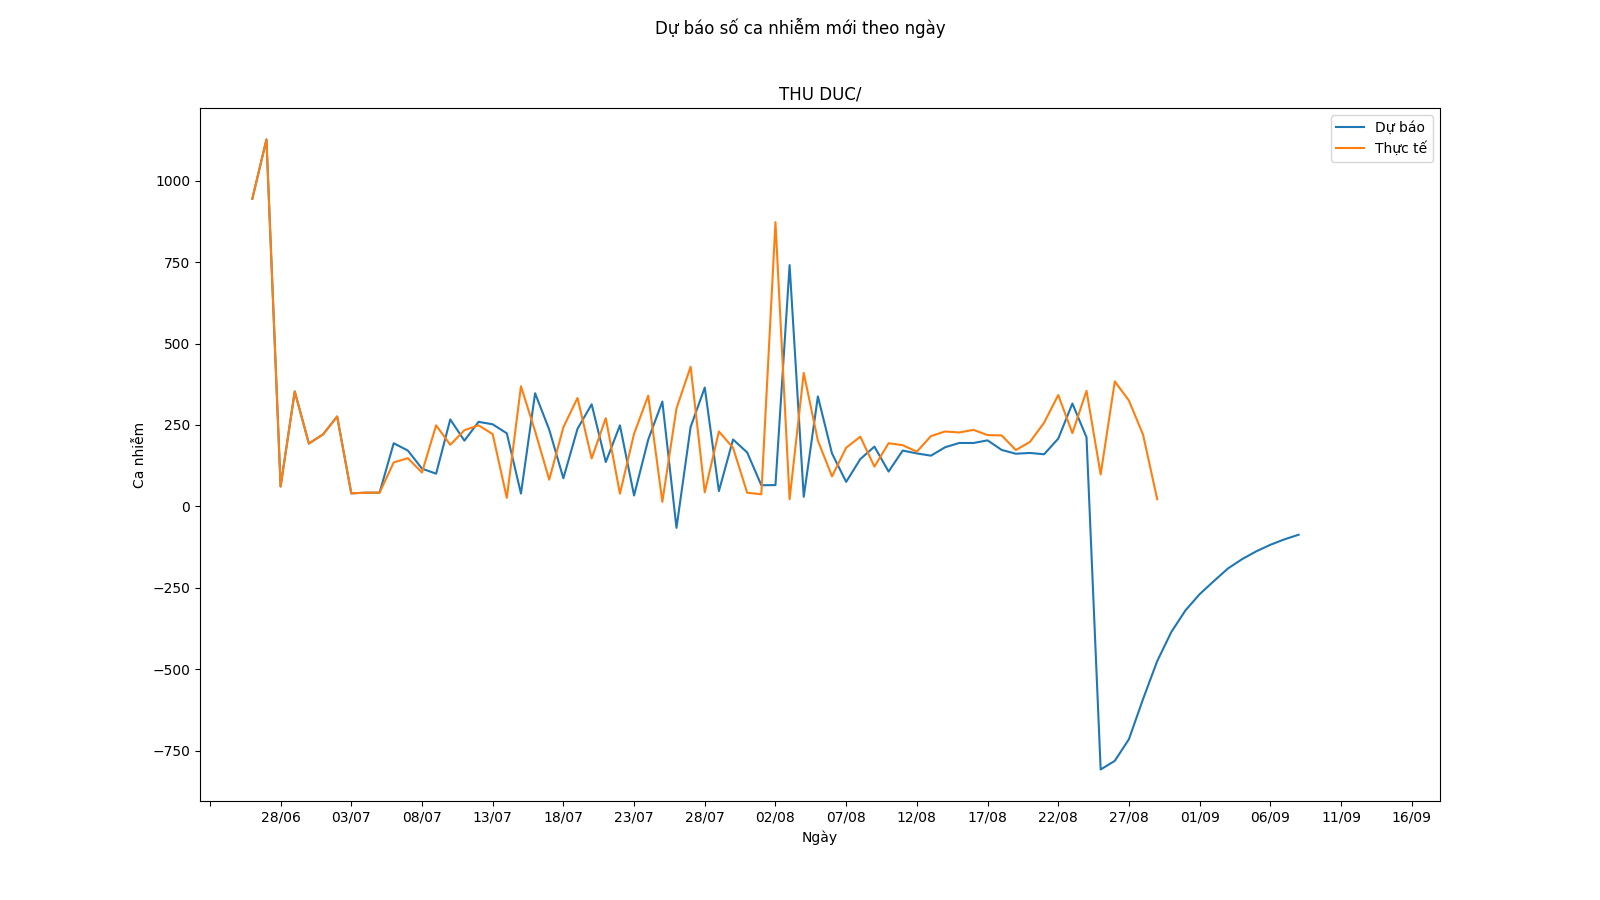 Dự báo số ca nhiễm mới theo ngày
THU DUC/
Dự báo
Thực tế
Ca nhiễm
1000
750
500
250
0
−250
−500
−750
28/06 03/07 08/07 13/07 18/07 23/07 28/07 02/08 07/08 12/08 17/08 22/08 27/08 01/09 06/09 11/09 16/09
Ngày